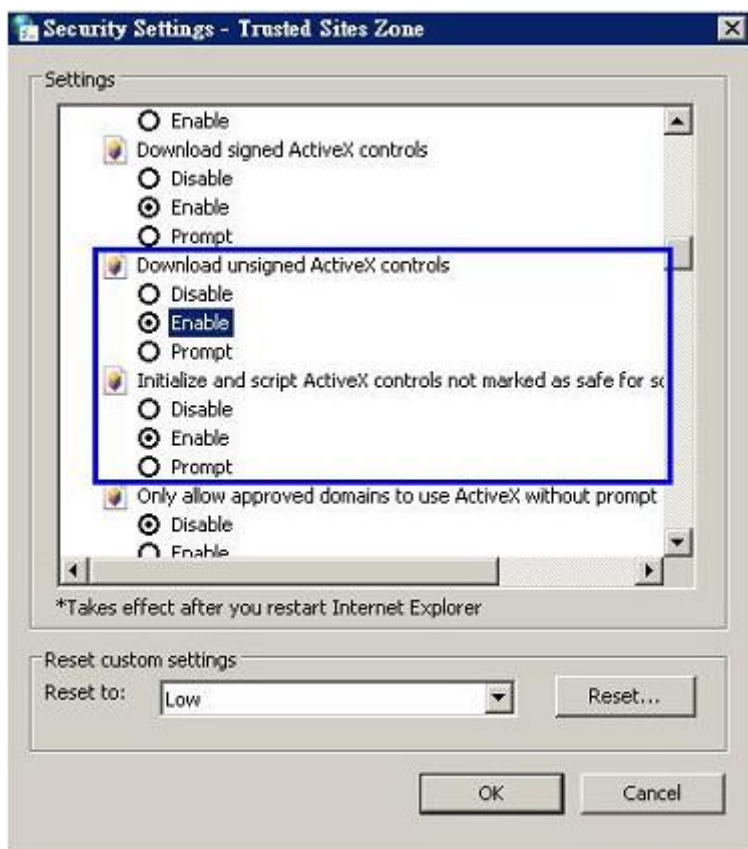 Security Settings - Trusted Sites Zone
Settings
Enable
Download signed ActiveX controls
Disable
Enable
Prompt
Download unsigned ActiveX controls
Disable
Enable
Prompt
Initialize and script ActiveX controls not marked as safe for sc
Disable
Enable
Prompt
Only allow approved domains to use ActiveX without prompt
Disable
Enable
*Takes effect after you restart Internet Explorer
Reset custom settings
Reset to:
Low
Reset...
OK
Cancel